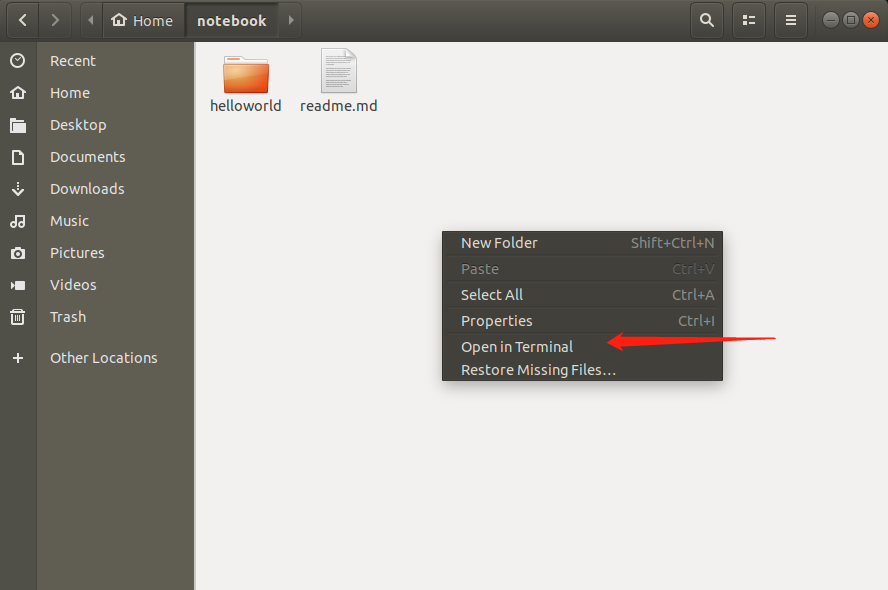 Home
notebook
Recent
Home
Desktop
Documents
Downloads
Music
Pictures
Videos
Trash
Other Locations
helloworld
readme.md
New Folder Shift+Ctrl+N
Paste Ctrl+V
Select All Ctrl+A
Properties Ctrl+I
Open in Terminal
Restore Missing Files…